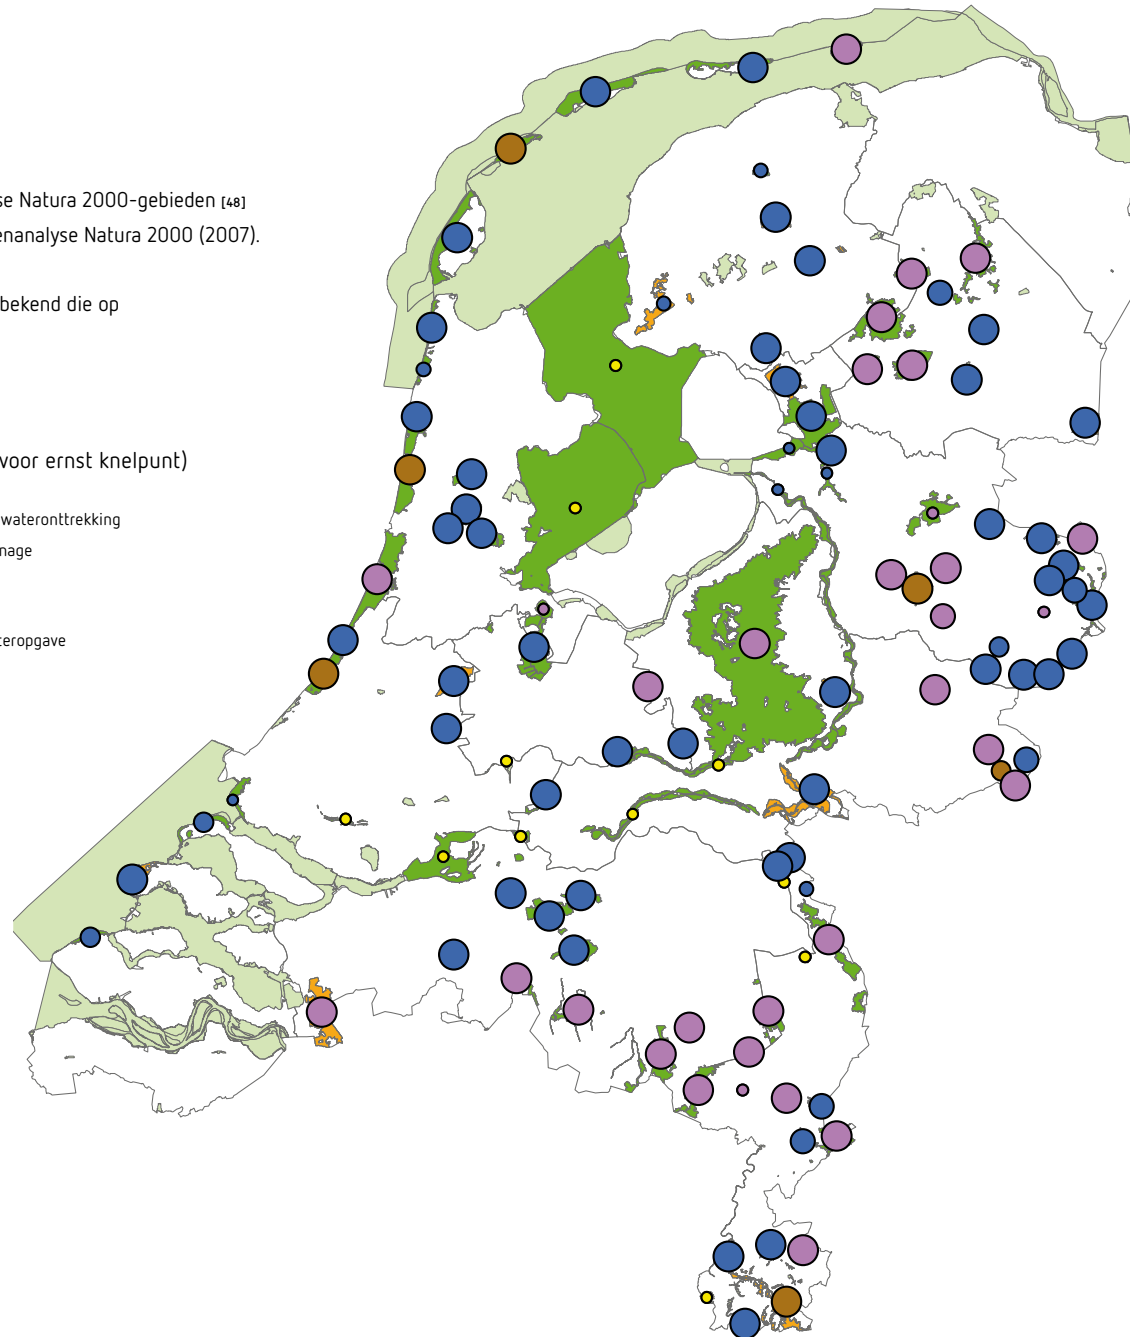 se Natura 2000-gebieden [48]
enanalyse Natura 2000 (2007).
bekend die op
voor ernst knelpunt)
wateronttrekking
nage
teropgave